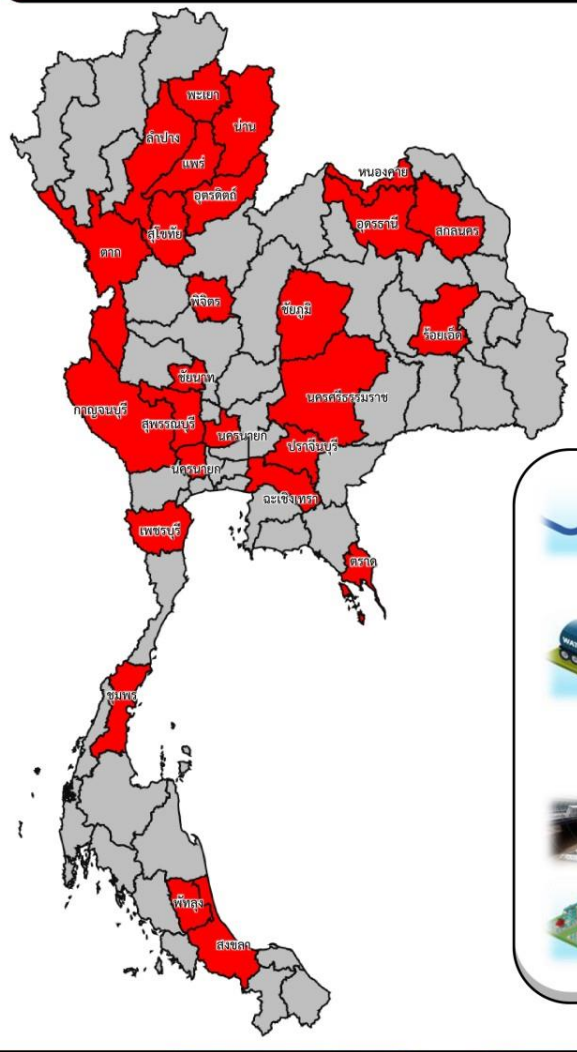 พะเยา
น่าน
ลำปาง
แพร่
อุตรดิตถ์
หนองคาย
ตาก
สุโขทัย
อุดรธานี
สกลนคร
พิจิตร
ชัยภูมิ
ร้อยเอ็ด
ชัยนาท
กาญจนบุรี
สุพรรณบุรี
นครศรีธรรมราช
นครนายก
ปราจีนบุรี
นครนายก
ฉะเชิงเทรา
เพชรบุรี
ตราด
WAT
ชุมพร
พัทลุง
สงขลา